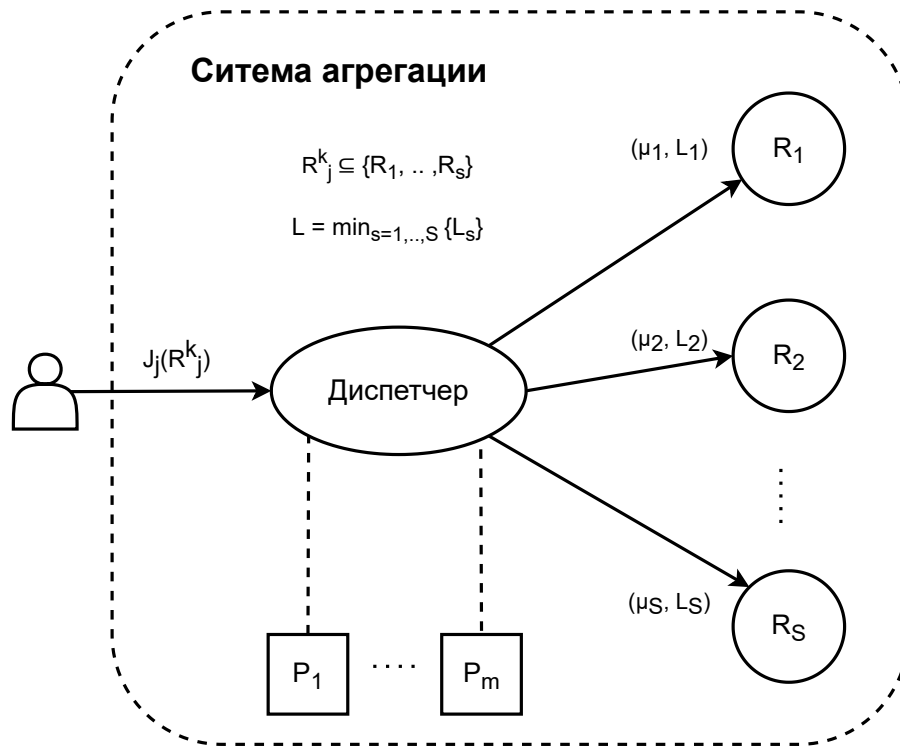 Ситема агрегации
R^k_j ⊆ {R_1, .. ,R_s}
L = min_{s=1,..,S} {L_s}
(μ_1, L_1)
R_1
(μ_2, L_2)
R_2
J_j(R^k_j)
Диспетчер
(μ_S, L_S)
R_S
P_1
....
P_m